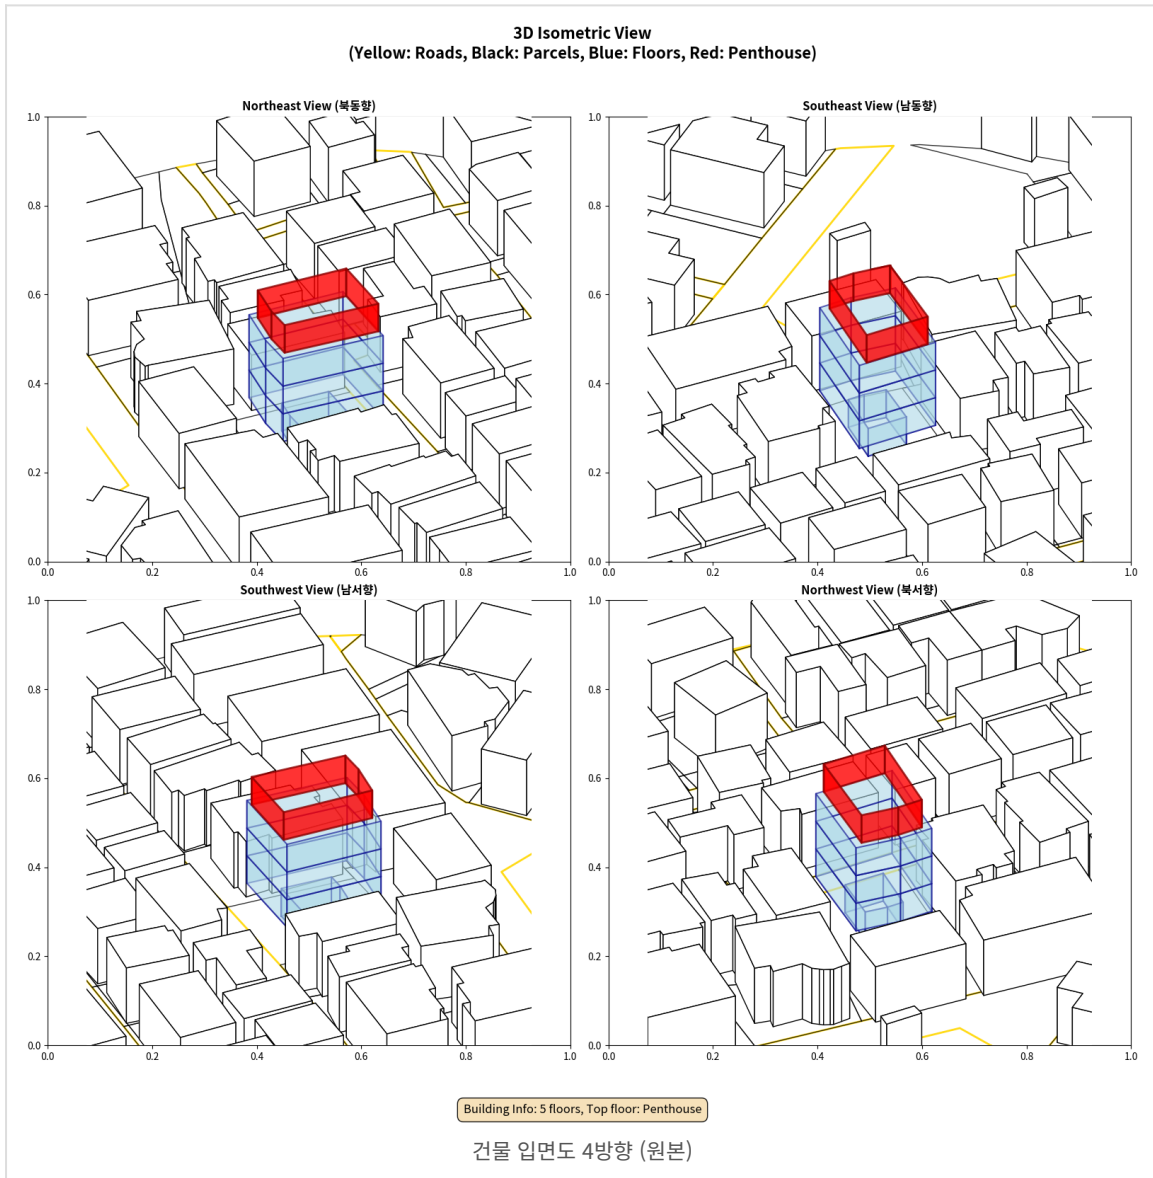 3D Isometric View
(Yellow: Roads, Black: Parcels, Blue: Floors, Red: Penthouse)
Northeast View (북동향)
1.0
0.8
0.6
0.4
0.2
0.0
0.0 0.2 0.4 0.6 0.8 1.0
Southeast View (남동향)
1.0
0.8
0.6
0.4
0.2
0.0
0.0 0.2 0.4 0.6 0.8 1.0
Southwest View (남서향)
1.0
0.8
0.6
0.4
0.2
0.0
0.0 0.2 0.4 0.6 0.8 1.0
Northwest View (북서향)
1.0
0.8
0.6
0.4
0.2
0.0
0.0 0.2 0.4 0.6 0.8 1.0
Building Info: 5 floors, Top floor: Penthouse
건물 입면도 4방향 (원본)